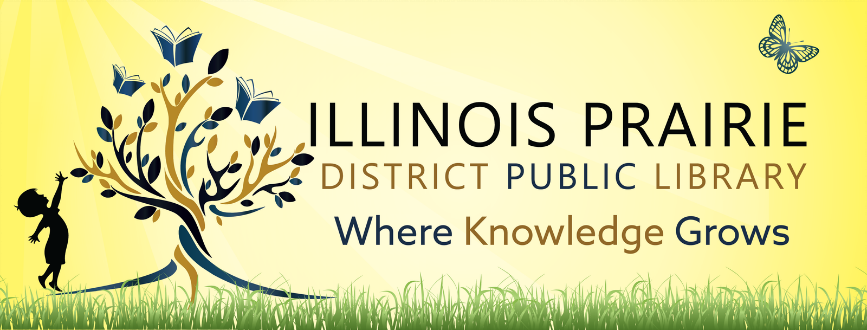 ILLINOIS PRAIRIE
DISTRICT PUBLIC LIBRARY
Where Knowledge Grows